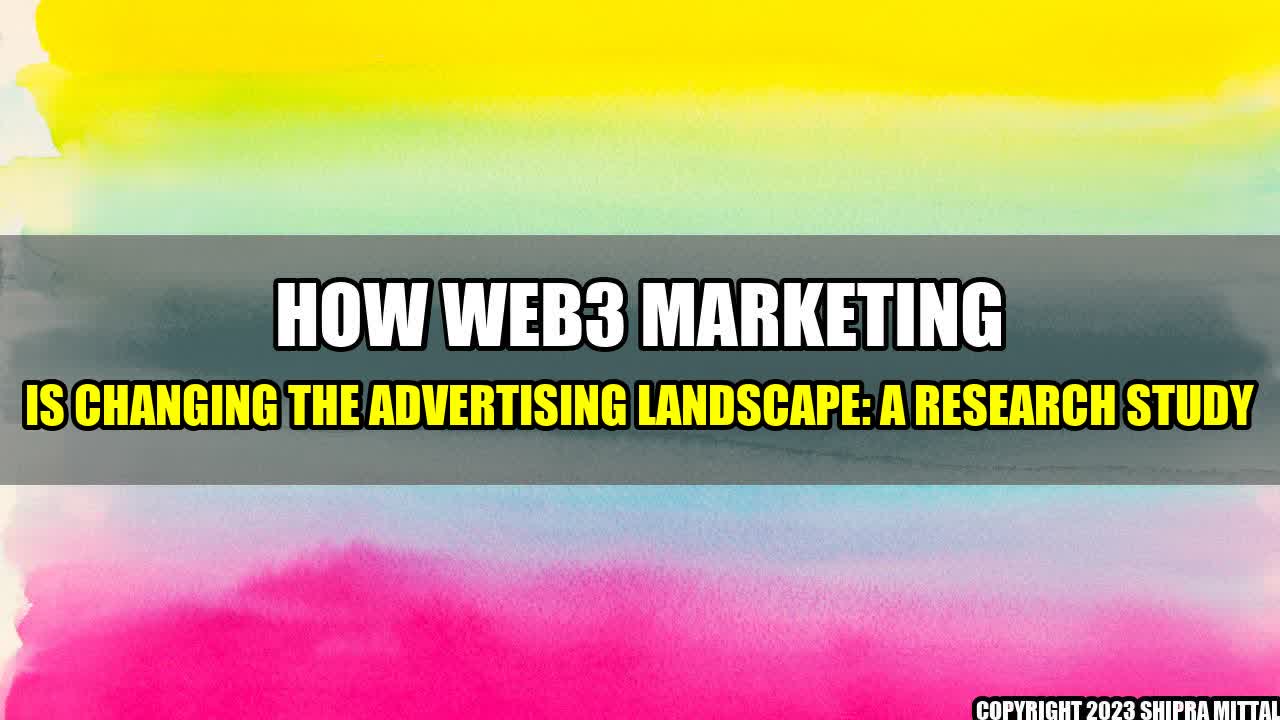 HOW WEB3 MARKETING
IS CHANGING THE ADVERTISING LANDSCAPE: A RESEARCH STUDY
COPYRIGHT 2023 SHIPRA MITTAL